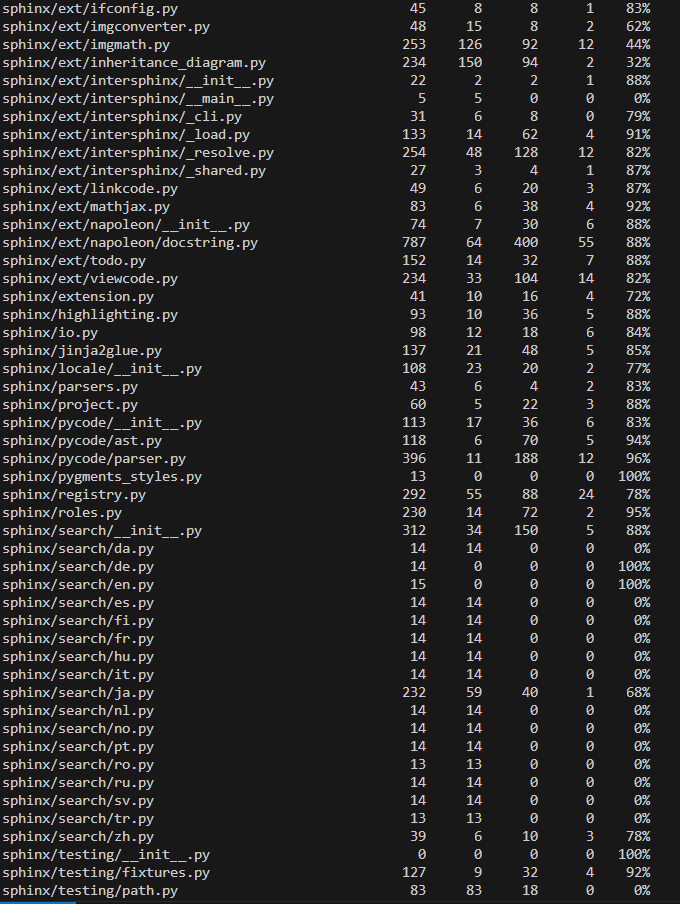 sphinx/ext/ifconfig.py 45 8 8 1 83%
sphinx/ext/imgconverter.py 48 15 8 2 62%
sphinx/ext/imgmath.py 253 126 92 12 44%
sphinx/ext/inheritance_diagram.py 234 150 94 2 32%
sphinx/ext/intersphinx/__init__.py 22 2 2 1 88%
sphinx/ext/intersphinx/__main__.py 5 5 0 0 0%
sphinx/ext/intersphinx/_cli.py 31 6 8 0 79%
sphinx/ext/intersphinx/_load.py 133 14 62 4 91%
sphinx/ext/intersphinx/_resolve.py 254 48 128 12 82%
sphinx/ext/intersphinx/_shared.py 27 3 4 1 87%
sphinx/ext/linkcode.py 49 6 20 3 87%
sphinx/ext/mathjax.py 83 6 38 4 92%
sphinx/ext/napoleon/__init__.py 74 7 30 6 88%
sphinx/ext/napoleon/docstring.py 787 64 400 55 88%
sphinx/ext/todo.py 152 14 32 7 88%
sphinx/ext/viewcode.py 234 33 104 14 82%
sphinx/extension.py 41 10 16 4 72%
sphinx/highlighting.py 93 10 36 5 88%
sphinx/io.py 98 12 18 6 84%
sphinx/jinja2glue.py 137 21 48 5 85%
sphinx/locale/__init__.py 108 23 20 2 77%
sphinx/parsers.py 43 6 4 2 83%
sphinx/project.py 60 5 22 3 88%
sphinx/pycode/__init__.py 113 17 36 6 83%
sphinx/pycode/ast.py 118 6 70 5 94%
sphinx/pycode/parser.py 396 11 188 12 96%
sphinx/pygments_styles.py 13 0 0 0 100%
sphinx/registry.py 292 55 88 24 78%
sphinx/roles.py 230 14 72 2 95%
sphinx/search/__init__.py 312 34 150 5 88%
sphinx/search/da.py 14 14 0 0 0%
sphinx/search/de.py 14 0 0 0 100%
sphinx/search/en.py 15 0 0 0 100%
sphinx/search/es.py 14 14 0 0 0%
sphinx/search/fi.py 14 14 0 0 0%
sphinx/search/fr.py 14 14 0 0 0%
sphinx/search/hu.py 14 14 0 0 0%
sphinx/search/it.py 14 14 0 0 0%
sphinx/search/ja.py 232 59 40 1 68%
sphinx/search/nl.py 14 14 0 0 0%
sphinx/search/no.py 14 14 0 0 0%
sphinx/search/pt.py 14 14 0 0 0%
sphinx/search/ro.py 13 13 0 0 0%
sphinx/search/ru.py 14 14 0 0 0%
sphinx/search/sv.py 14 14 0 0 0%
sphinx/search/tr.py 13 13 0 0 0%
sphinx/search/zh.py 39 6 10 3 78%
sphinx/testing/__init__.py 0 0 0 0 100%
sphinx/testing/fixtures.py 127 9 32 4 92%
sphinx/testing/path.py 83 83 18 0 0%